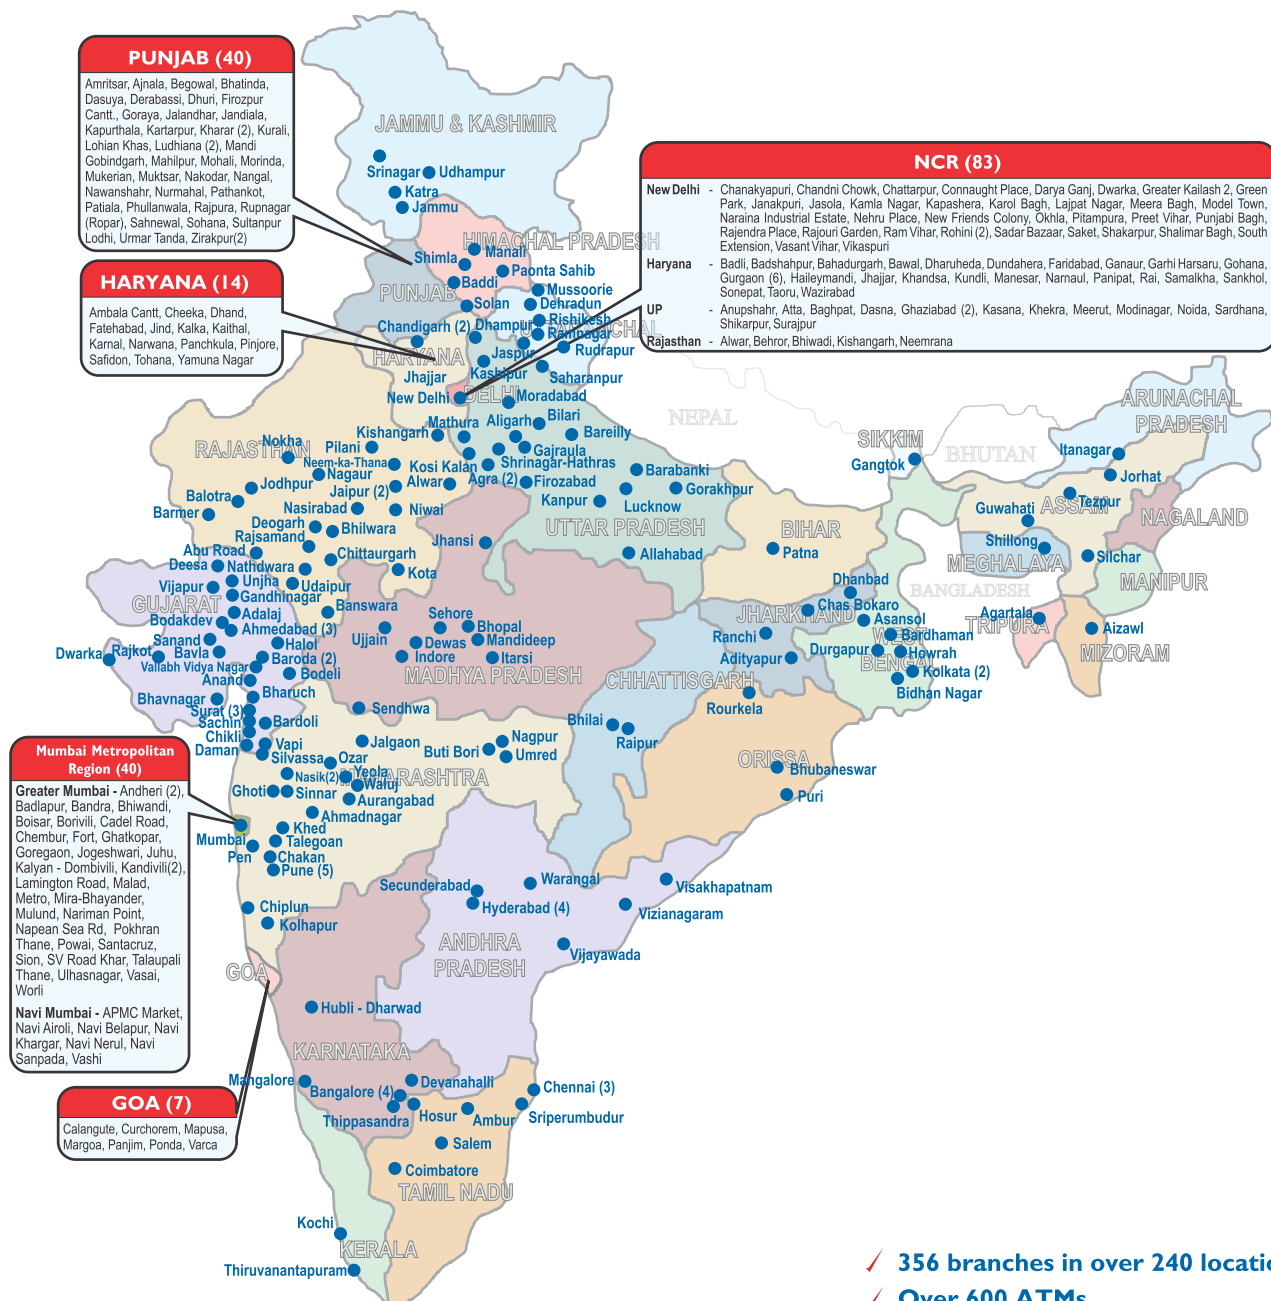 PUNJAB (40)
Amritsar, Ajnala, Begowal, Bhatinda,
Dasuya, Derabassi, Dhuri, Firozpur
Cantt., Goraya, Jalandhar, Jandiala,
Kapurthala, Kartarpur, Kharar (2), Kurali,
Lohian Khas, Ludhiana (2), Mandi
Gobindgarh, Mahilpur, Mohali, Morinda,
Mukerian, Muktsar, Nakodar, Nangal,
Nawanshahr, Nurmahal, Pathankot,
Patiala, Phullanwala, Rajpura, Rupnagar
(Ropar), Sahnewal, Sohana, Sultanpur
Lodhi, Urmar Tanda, Zirakpur(2)
HARYANA (14)
Ambala Cantt, Cheeka, Dhand,
Fatehabad, Jind, Kalka, Kaithal,
Karnal, Narwana, Panchkula, Pinjore,
Safidon, Tohana, Yamuna Nagar
NCR (83)
New Delhi - Chanakyapuri, Chandni Chowk, Chattarpur, Connaught Place, Darya Ganj, Dwarka, Greater Kailash 2, Green
Park, Janakpuri, Jasola, Kamla Nagar, Kapashera, Karol Bagh, Lajpat Nagar, Meera Bagh, Model Town,
Naraina Industrial Estate, Nehru Place, New Friends Colony, Okhla, Pitampura, Preet Vihar, Punjabi Bagh,
Rajendra Place, Rajouri Garden, Ram Vihar, Rohini (2), Sadar Bazaar, Saket, Shakarpur, Shalimar Bagh, South
Extension, Vasant Vihar, Vikaspuri
Haryana - Badli, Badshahpur, Bahadurgarh, Bawal, Dharuheda, Dundahera, Faridabad, Ganaur, Garhi Harsaru, Gohana,
Gurgaon (6), Haileymandi, Jhajjar, Khandsa, Kundli, Manesar, Narnaul, Panipat, Rai, Samalkha, Sankhol,
Sonepat, Taoru, Wazirabad
UP - Anupshahr, Atta, Baghpat, Dasna, Ghaziabad (2), Kasana, Khekra, Meerut, Modinagar, Noida, Sardhana,
Shikarpur, Surajpur
Rajasthan - Alwar, Behror, Bhiwadi, Kishangarh, Neemrana
JAMMU & KASHMIR
Srinagar
Udhampur
Katra
Jammu
HIMACHAL PRADESH
Manali
Shimla
Paonta Sahib
Baddi
Mussoorie
PUNJAB
Solan
Dehradun
Rishikesh
Chandigarh (2)
Dhampur
Ramnagar
HARYANA
Jaspur
Rudrapur
Kashipur
Jhajjar
Saharanpur
New Delhi
DELHI
Moradabad
Mathura
Aligarh
Bilari
Kishangarh
Bareilly
RAJASTHAN
Nokha
Pilani
Gajraula
Neem-ka-Thana
Kosi Kalan
Shrinagar-Hathras
Nagaur
Barabanki
Jodhpur
Jaipur (2)
Alwar
Agra (2)
Firozabad
Gorakhpur
Balotra
Kanpur
Lucknow
Barmer
Nasirabad
Niwai
Deogarh
Bhilwara
UTTAR PRADESH
Rajsamand
Jhansi
Abu Road
Chittaurgarh
Allahabad
Deesa
Nathdwara
Kota
Vijapur
Unjha
Udaipur
Gandhinagar
GUJARAT
Adalaj
Banswara
Bodakdev
Ahmedabad (3)
Sehore
Bhopal
Sanand
Halol
Ujjain
Dewas
Mandideep
Dwarka
Rajkot
Bavla
Baroda (2)
Indore
Itarsi
Vallabh Vidya Nagar
Bodeli
MADHYA PRADESH
Anand
Bhavnagar
Bharuch
Surat (3)
Sendhwa
Sachin
Bardoli
Chikli
Daman
Vapi
Silvassa
Jalgaon
Nagpur
Buti Bori
Umred
Ozar
Nasik(2)
Yeola
MAHARASHTRA
Waluj
Ghoti
Sinnar
Aurangabad
Ahmadnagar
Khed
Mumbai
Talegoan
Pen
Chakan
Pune (5)
Chiplun
Kolhapur
NEPAL
SIKKIM
Gangtok
BHUTAN
ARUNACHAL
PRADESH
Itanagar
Jorhat
Tezpur
ASSAM
Guwahati
NAGALAND
Shillong
MEGHALAYA
Silchar
MANIPUR
BANGLADESH
Agartala
TRIPURA
Aizawl
MIZORAM
BIHAR
Patna
Dhanbad
JHARKHAND
Chas Bokaro
Asansol
Ranchi
WEST
BENGAL
Bardhaman
Durgapur
Howrah
Adityapur
Kolkata (2)
Bidhan Nagar
CHHATTISGARH
Rourkela
Bhilai
Raipur
ORISSA
Bhubaneswar
Puri
Mumbai Metropolitan
Region (40)
Greater Mumbai - Andheri (2),
Badlapur, Bandra, Bhiwandi,
Boisar, Borivili, Cadel Road,
Chembur, Fort, Ghatkopar,
Goregaon, Jogeshwari, Juhu,
Kalyan - Dombivili, Kandivili(2),
Lamington Road, Malad,
Metro, Mira-Bhayander,
Mulund, Nariman Point,
Napean Sea Rd, Pokhran
Thane, Powai, Santacruz,
Sion, SV Road Khar, Talaupali
Thane, Ulhasnagar, Vasai,
Worli
Navi Mumbai - APMC Market,
Navi Airoli, Navi Belapur, Navi
Khargar, Navi Nerul, Navi
Sanpada, Vashi
Secunderabad
Warangal
Visakhapatnam
Hyderabad (4)
Vizianagaram
ANDHRA
PRADESH
Vijayawada
GOA
Hubli - Dharwad
KARNATAKA
Mangalore
Bangalore (4)
Devanahalli
Chennai (3)
Thippasandra
Hosur
Ambur
Sriperumbudur
GOA (7)
Calangute, Curchorem, Mapusa,
Margoa, Panjim, Ponda, Varca
Salem
Coimbatore
TAMIL NADU
Kochi
KERALA
Thiruvanantapuram
356 branches in over 240 locatio
Over 600 ATMs